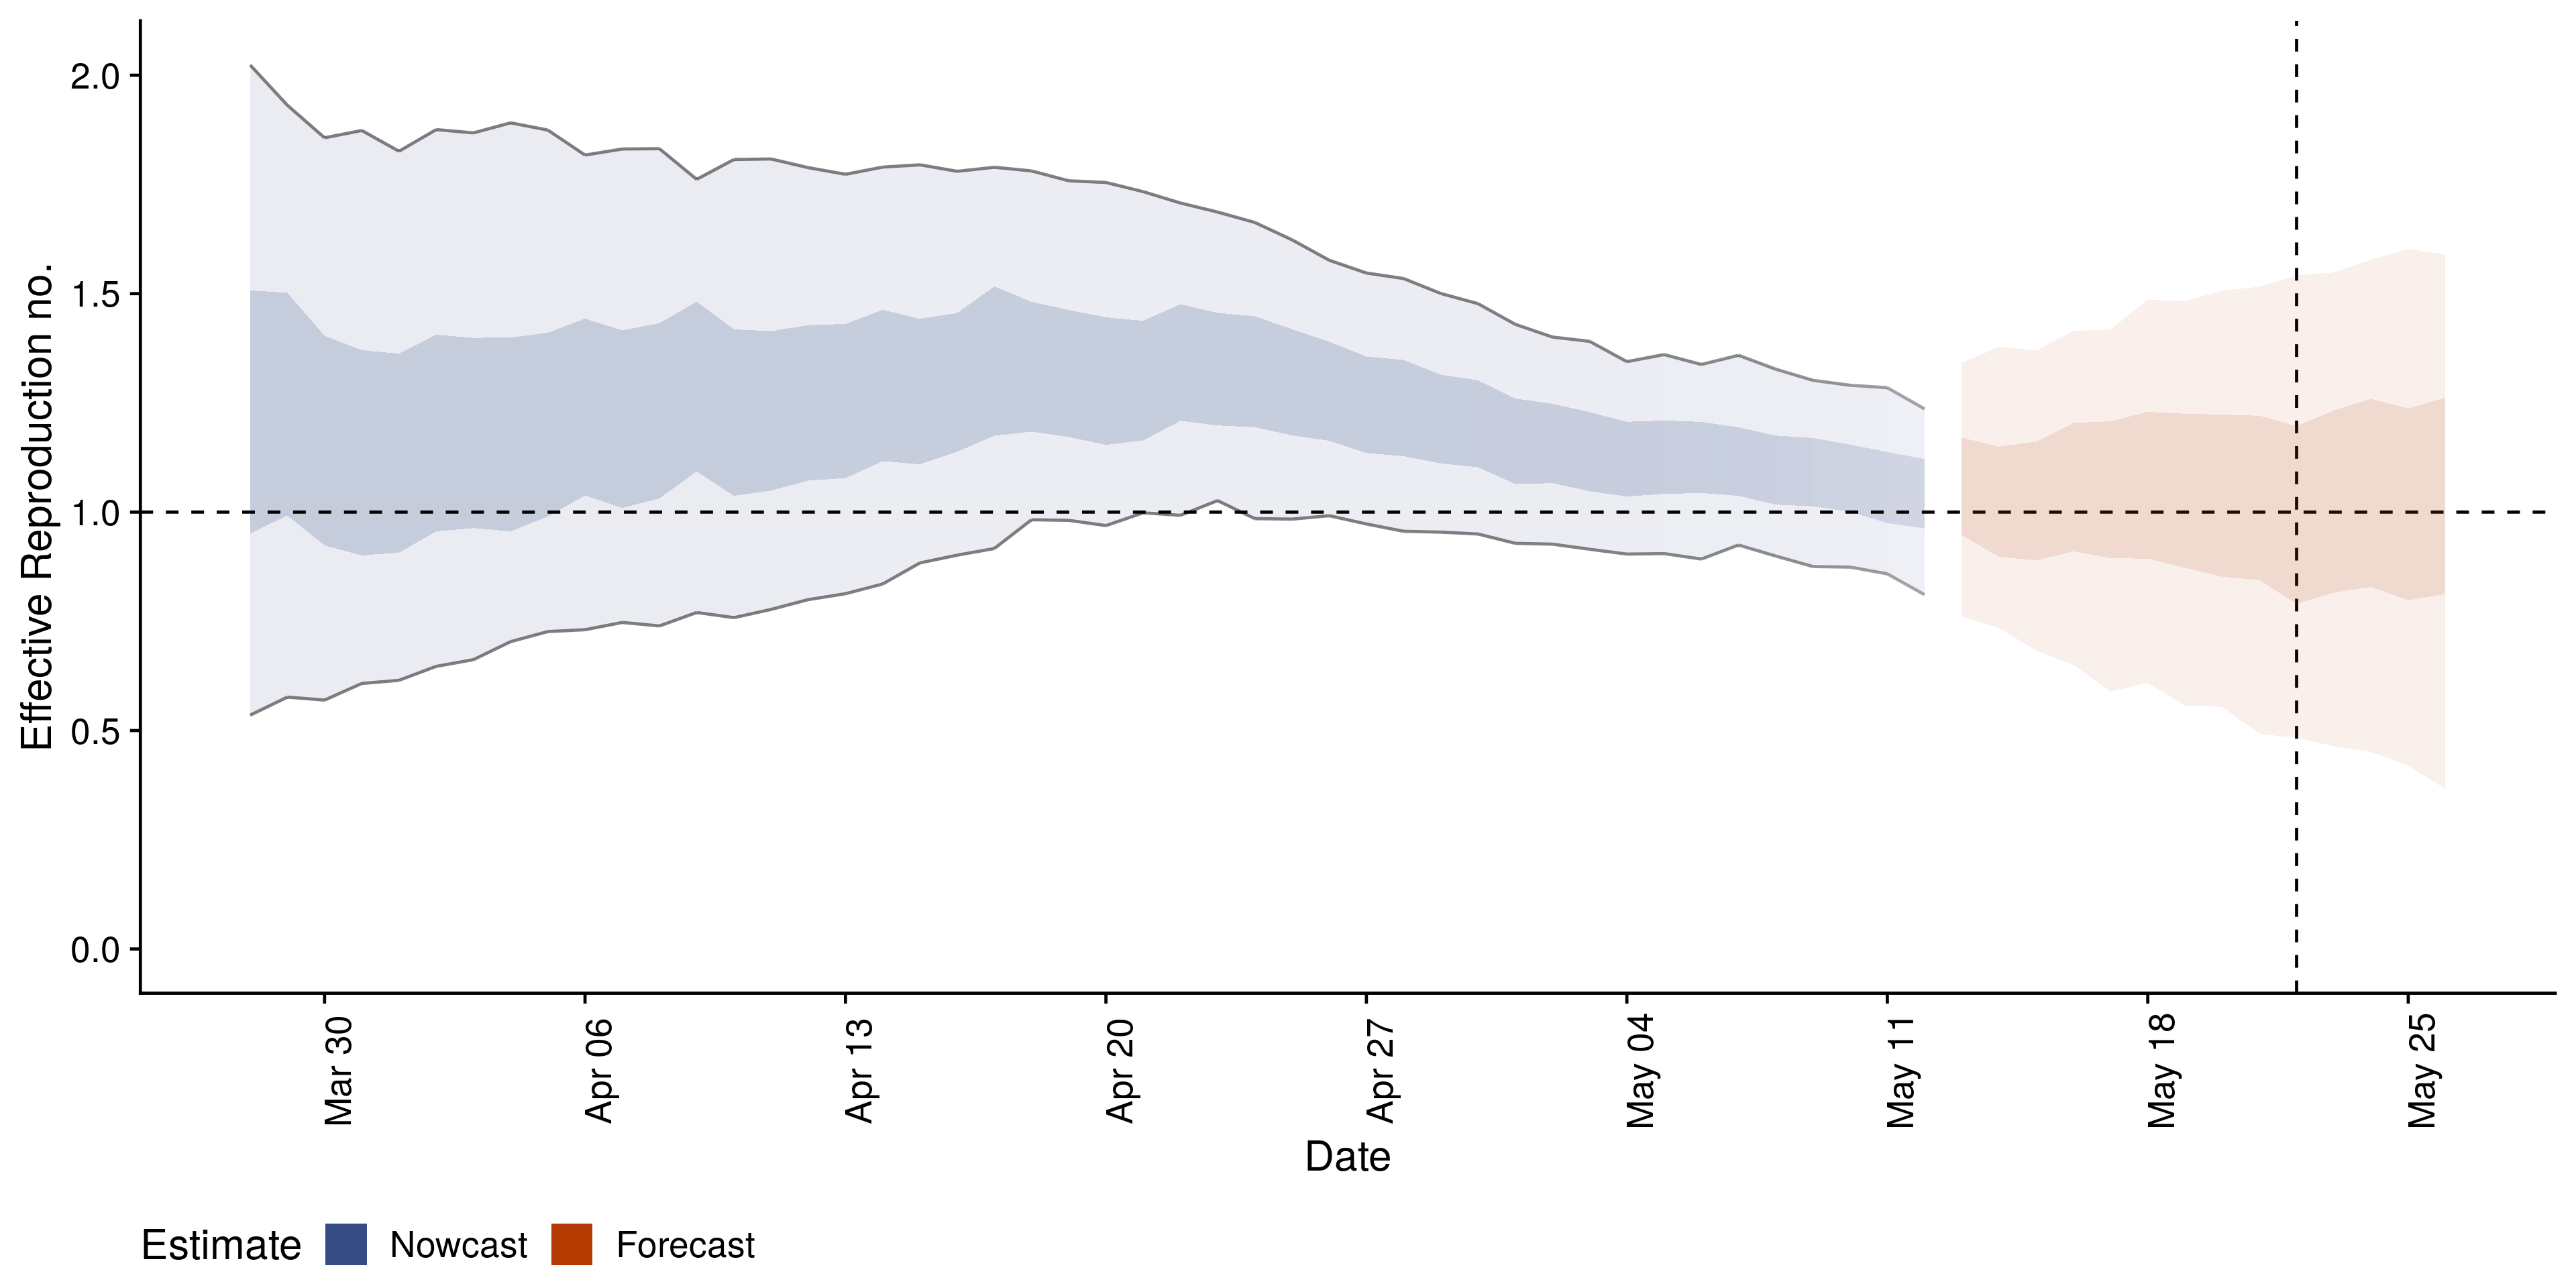 Effective Reproduction no.
2.0
1.5
1.0
0.5
0.0
Mar 30
Apr 06
Apr 13
Apr 20
Apr 27
May 04
May 11
May 18
May 25
Date
Estimate Nowcast Forecast